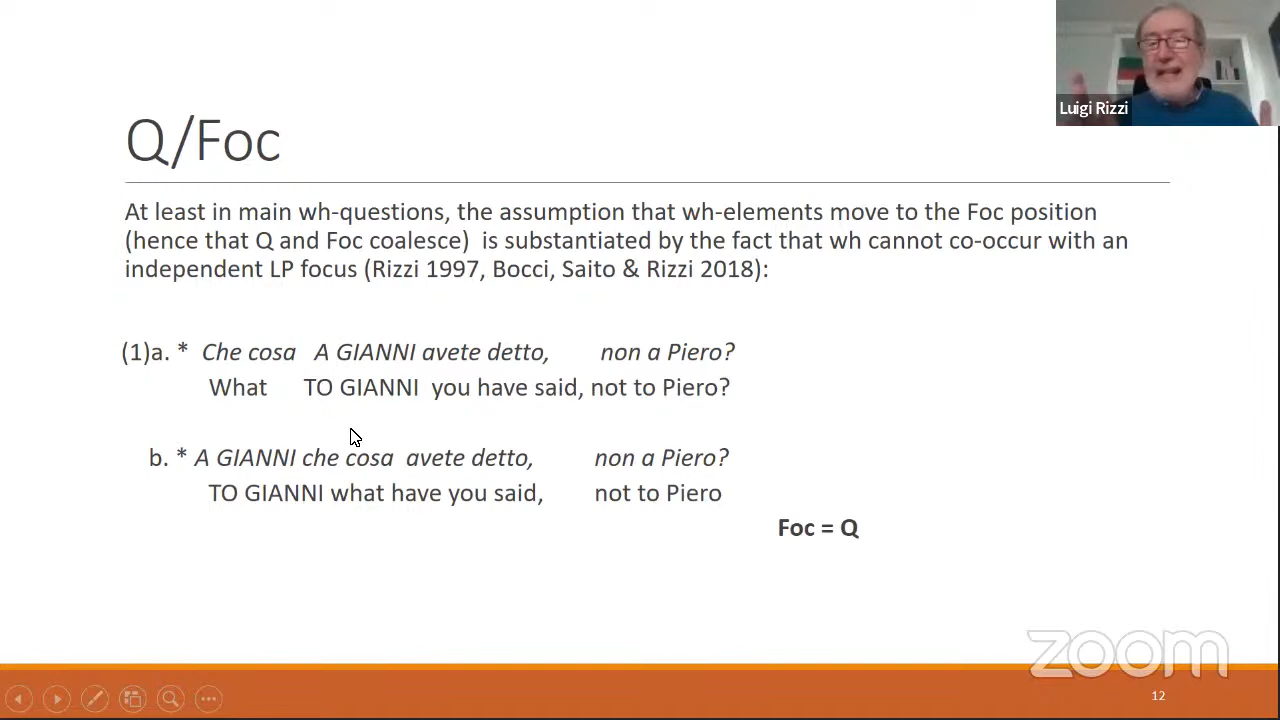 Luigi Rizzi
Q/Foc
At least in main wh-questions, the assumption that wh-elements move to the Foc position
(hence that Q and Foc coalesce)  is substantiated by the fact that wh cannot co-occur with an
independent LP focus (Rizzi 1997, Bocci, Saito & Rizzi 2018):
(1)a. * Che cosa A GIANNI avete detto, non a Piero?
What TO GIANNI you have said, not to Piero?
b. * A GIANNI che cosa avete detto, non a Piero?
TO GIANNI what have you said, not to Piero
Foc = Q
zoom
12